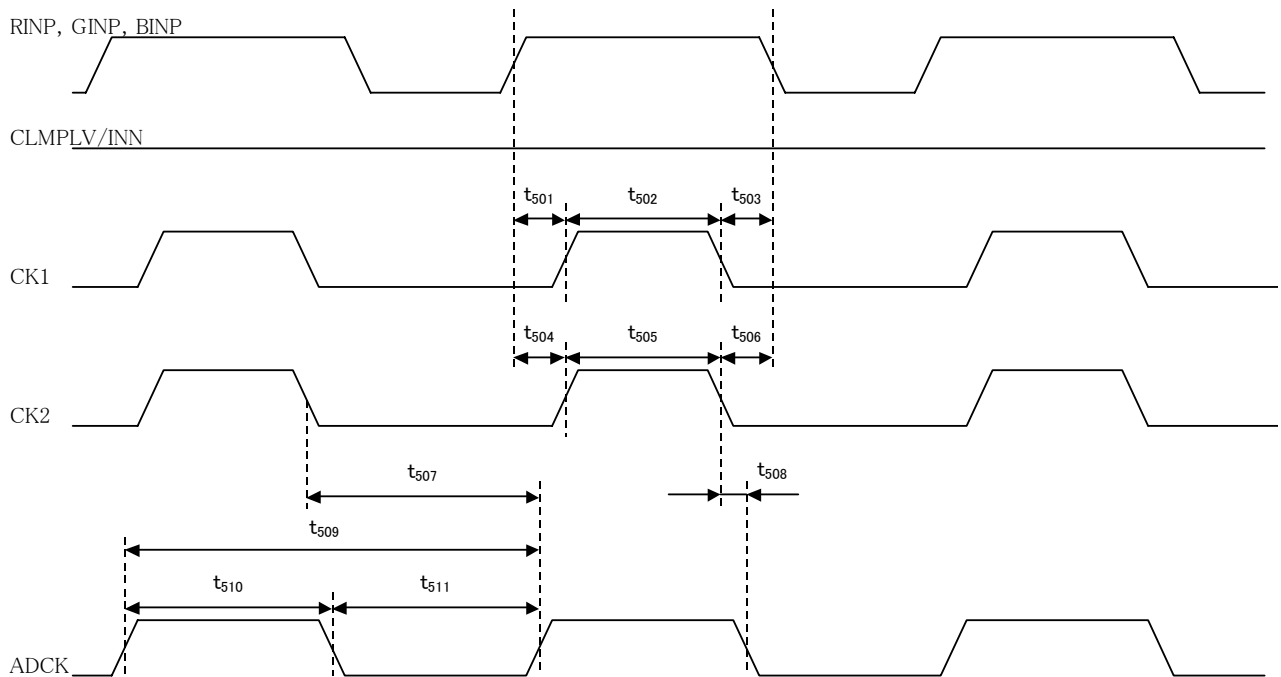 RINP, GINP, BINP
CLMPLV/INN
t501 t502 t503
CK1
t504 t505 t506
CK2
t507 t508
t509
t510 t511
ADCK